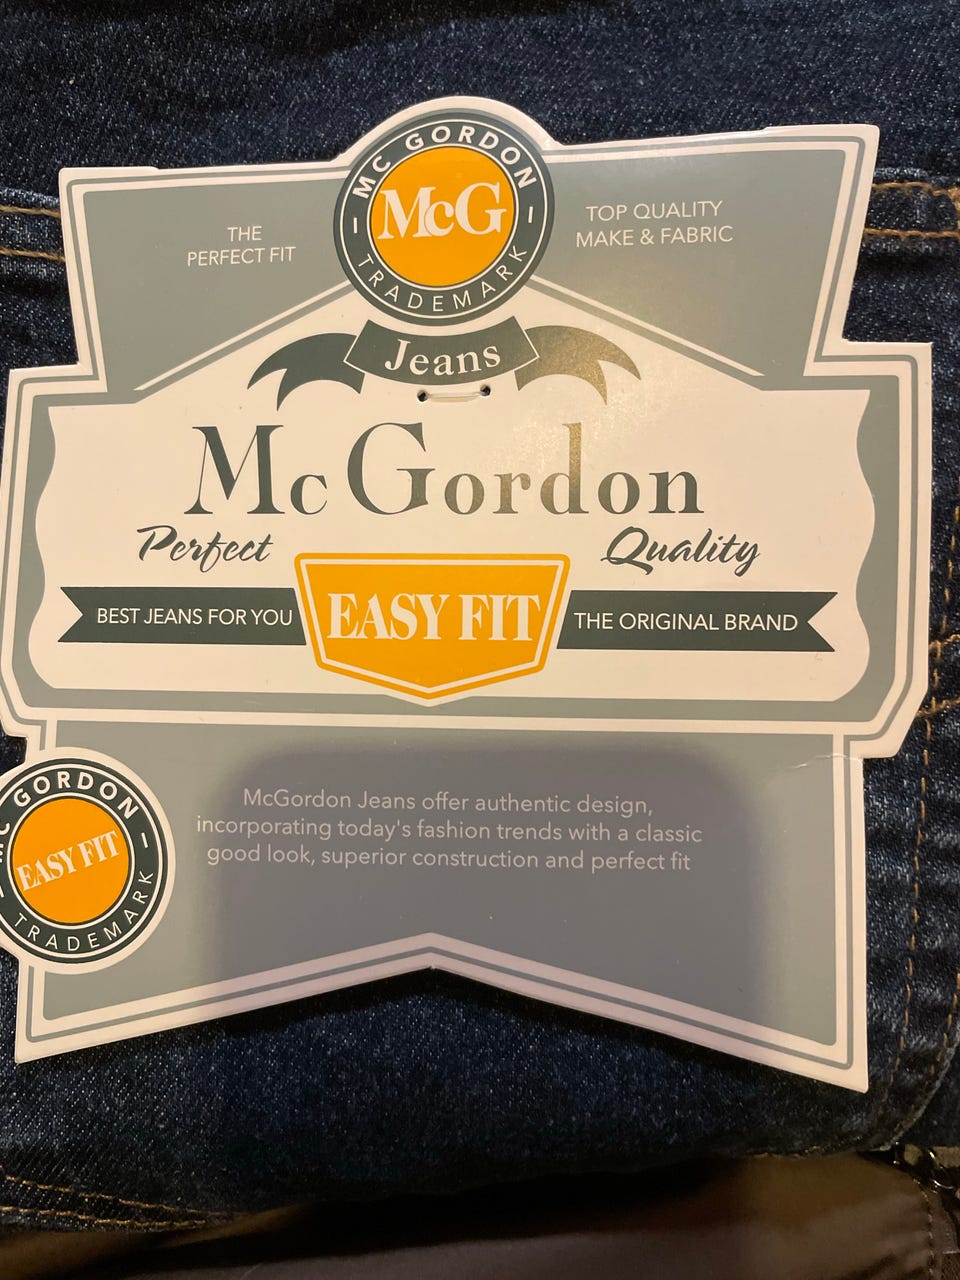 MC GORDON
McG
TRADEMARK
THE
PERFECT FIT
TOP QUALITY
MAKE & FABRIC
Jeans
McGordon
Perfect Quality
BEST JEANS FOR YOU
EASY FIT
THE ORIGINAL BRAND
MC GORDON
EASY FIT
TRADEMARK
McGordon Jeans offer authentic design,
incorporating today's fashion trends with a classic
good look, superior construction and perfect fit